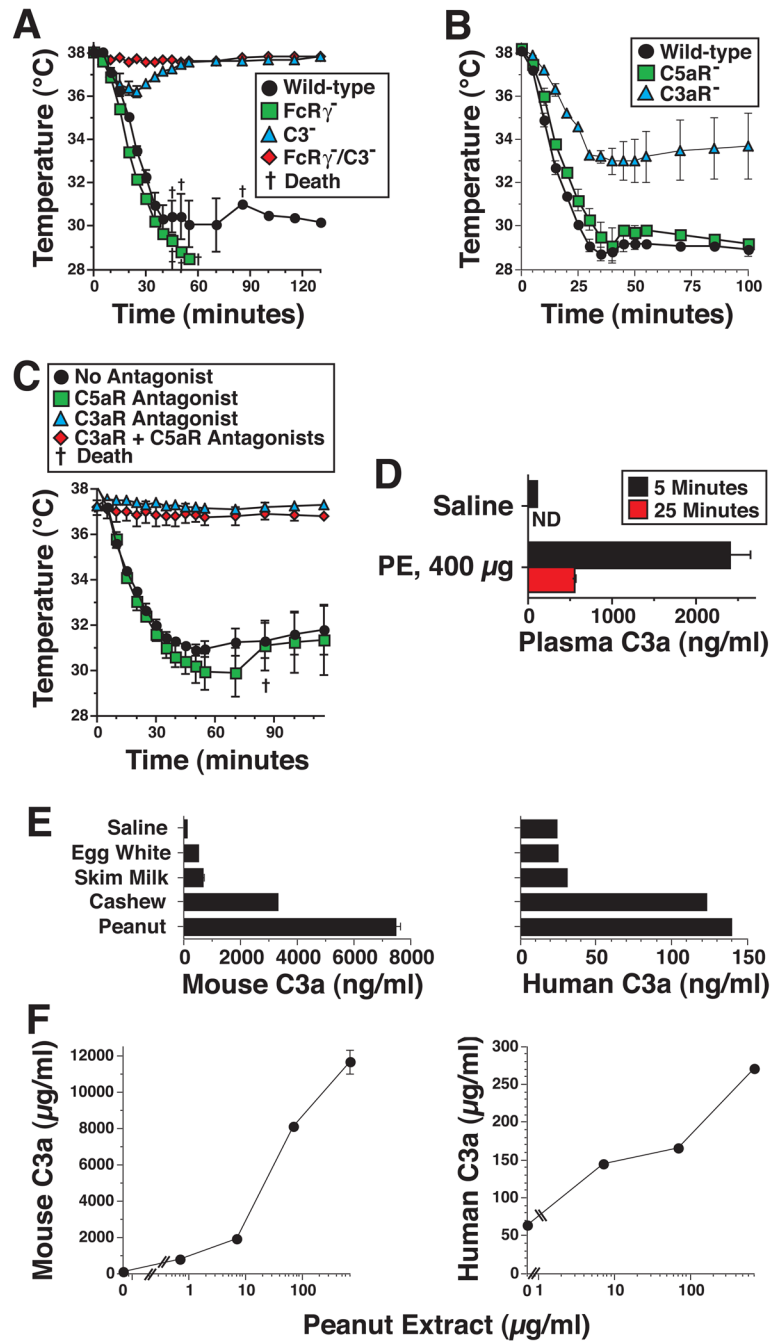 A
Temperature (°C)
38
36
34
32
30
28
0 30 60 90 120
Time (minutes)
Wild-type
FcRγ-
C3-
FcRγ-/C3-
† Death
†
†
†
†
†
†
B
Temperature (°C)
38
36
34
32
30
28
0 25 50 75 100
Time (minutes)
Wild-type
C5aR-
C3aR-
C
No Antagonist
C5aR Antagonist
C3aR Antagonist
C3aR + C5aR Antagonists
† Death
Temperature (°C)
38
36
34
32
30
28
†
0 30 60 90
Time (minutes
D
5 Minutes
25 Minutes
Saline
ND
PE, 400 µg
0 1000 2000
Plasma C3a (ng/ml)
E
Saline
Egg White
Skim Milk
Cashew
Peanut
0 2000 4000 6000 8000
Mouse C3a (ng/ml)
0 50 100 150
Human C3a (ng/ml)
F
Mouse C3a (µg/ml)
12000
10000
8000
6000
4000
2000
0
0 1 10 100
Human C3a (µg/ml)
300
250
200
150
100
50
0
0 1 10 100
Peanut Extract (µg/ml)